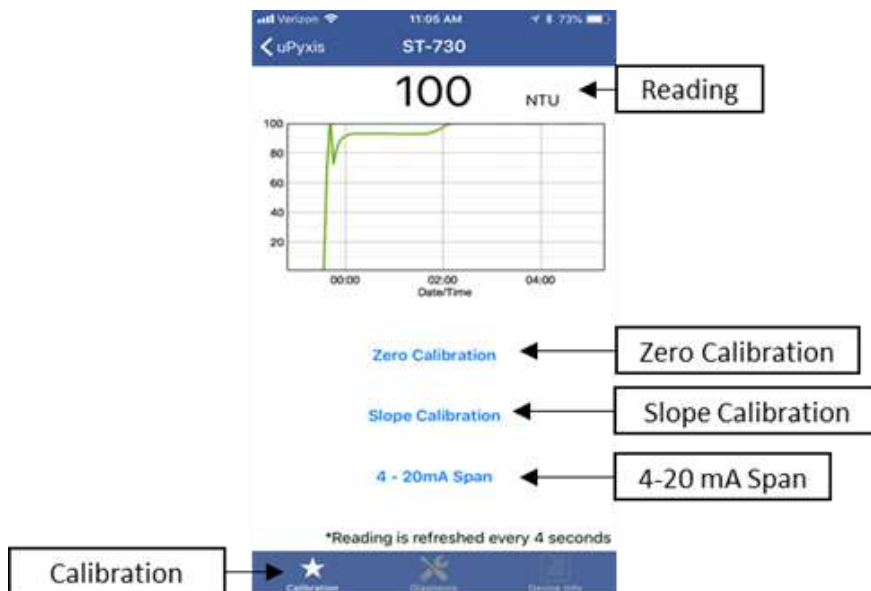 Verizon 11:05 AM 73%
uPyxis ST-730
100 NTU
Reading
100
80
60
40
20
00:00 02:00 04:00
Date/Time
Zero Calibration
Zero Calibration
Slope Calibration
Slope Calibration
4 - 20mA Span
4-20 mA Span
*Reading is refreshed every 4 seconds
Calibration
Calibration Diagnosis Device Info